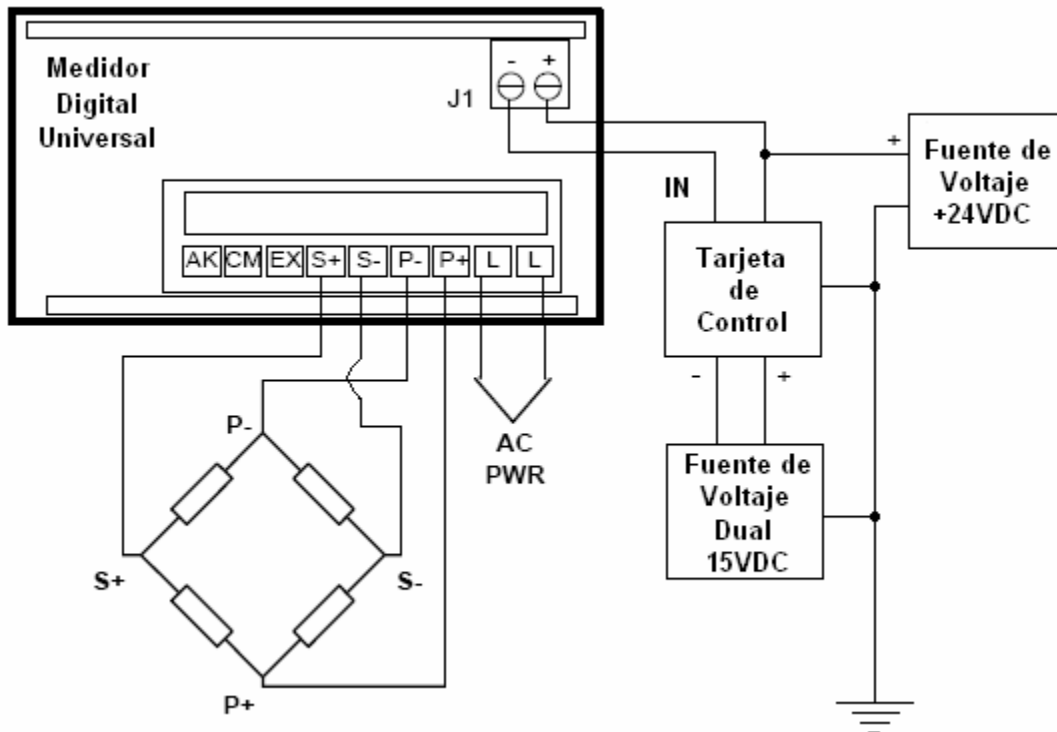 Medidor
Digital
Universal
J1
- +
AK CM EX S+ S- P- P+ L L
IN
+
Fuente de
Voltaje
+24VDC
Tarjeta
de
Control
- +
Fuente de
Voltaje
Dual
15VDC
AC
PWR
P-
S+
S-
P+